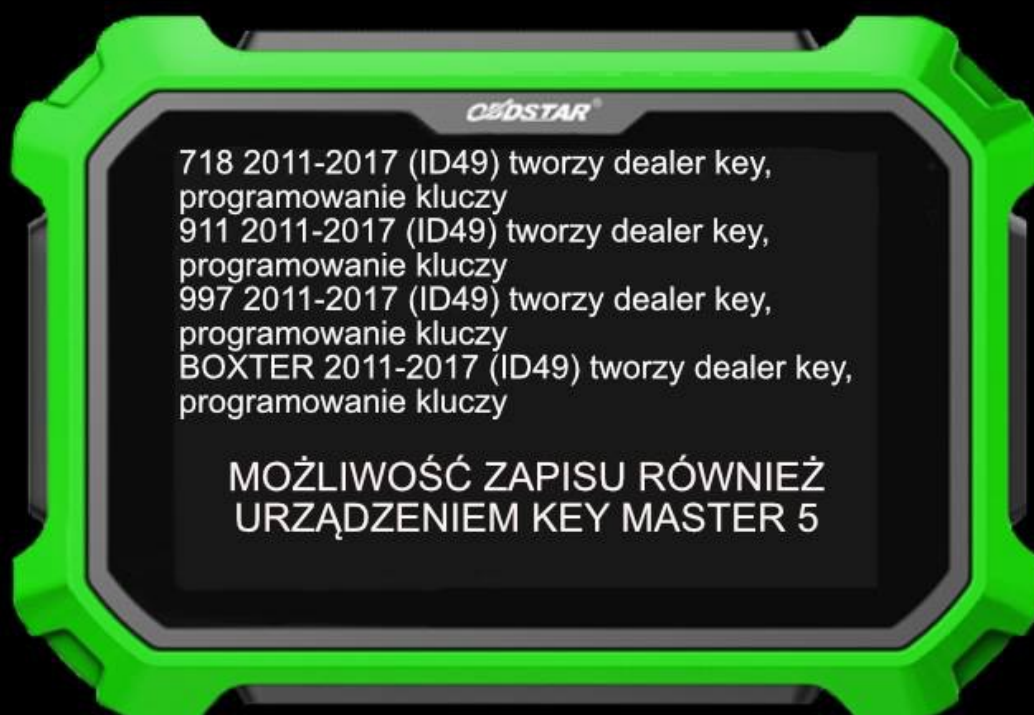 OBDSTAR®
718 2011-2017 (ID49) tworzy dealer key,
programowanie kluczy
911 2011-2017 (ID49) tworzy dealer key,
programowanie kluczy
997 2011-2017 (ID49) tworzy dealer key,
programowanie kluczy
BOXTER 2011-2017 (ID49) tworzy dealer key,
programowanie kluczy
MOŻLIWOŚĆ ZAPISU RÓWNIEŻ
URZĄDZENIEM KEY MASTER 5